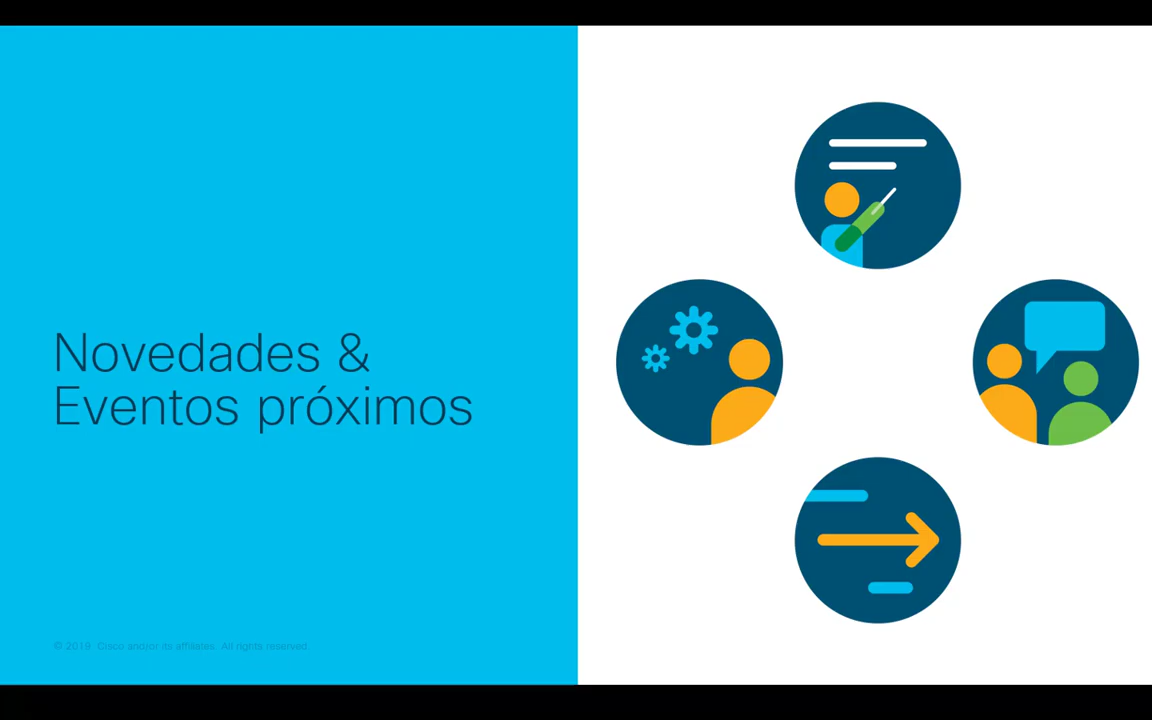 Novedades &
Eventos próximos
© 2019 Cisco and/or its affiliates. All rights reserved.